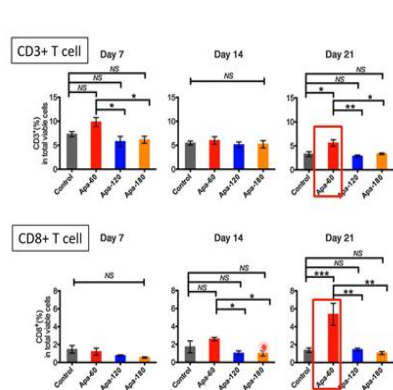 CD3+ T cell
Day 7
Day 14
Day 21
NS
NS
NS
*
*
NS
NS
NS
*
*
**
CD3⁺(%)
in total viable cells
15
10
5
0
Control
Apa-60
Apa-120
Apa-180
15
10
5
0
Control
Apa-60
Apa-120
Apa-180
15
10
5
0
Control
Apa-60
Apa-120
Apa-180
CD8+ T cell
Day 7
Day 14
Day 21
NS
NS
NS
NS
*
*
NS
NS
***
**
**
CD8⁺(%)
in total viable cells
8
6
4
2
0
Control
Apa-60
Apa-120
Apa-180
8
6
4
2
0
Control
Apa-60
Apa-120
Apa-180
8
6
4
2
0
Control
Apa-60
Apa-120
Apa-180